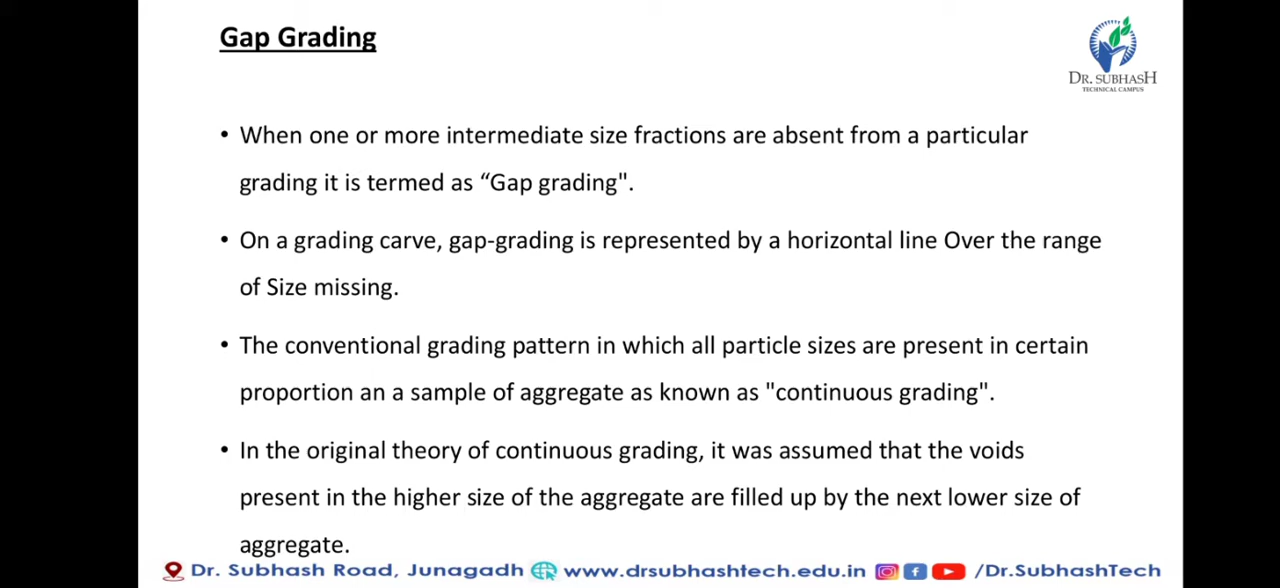 Gap Grading
DR. SUBHASH
TECHNICAL CAMPUS
• When one or more intermediate size fractions are absent from a particular
grading it is termed as “Gap grading".
• On a grading carve, gap-grading is represented by a horizontal line Over the range
of Size missing.
• The conventional grading pattern in which all particle sizes are present in certain
proportion an a sample of aggregate as known as "continuous grading".
• In the original theory of continuous grading, it was assumed that the voids
present in the higher size of the aggregate are filled up by the next lower size of
aggregate.
Dr. Subhash Road, Junagadh www.drsubhashtech.edu.in /Dr.SubhashTech